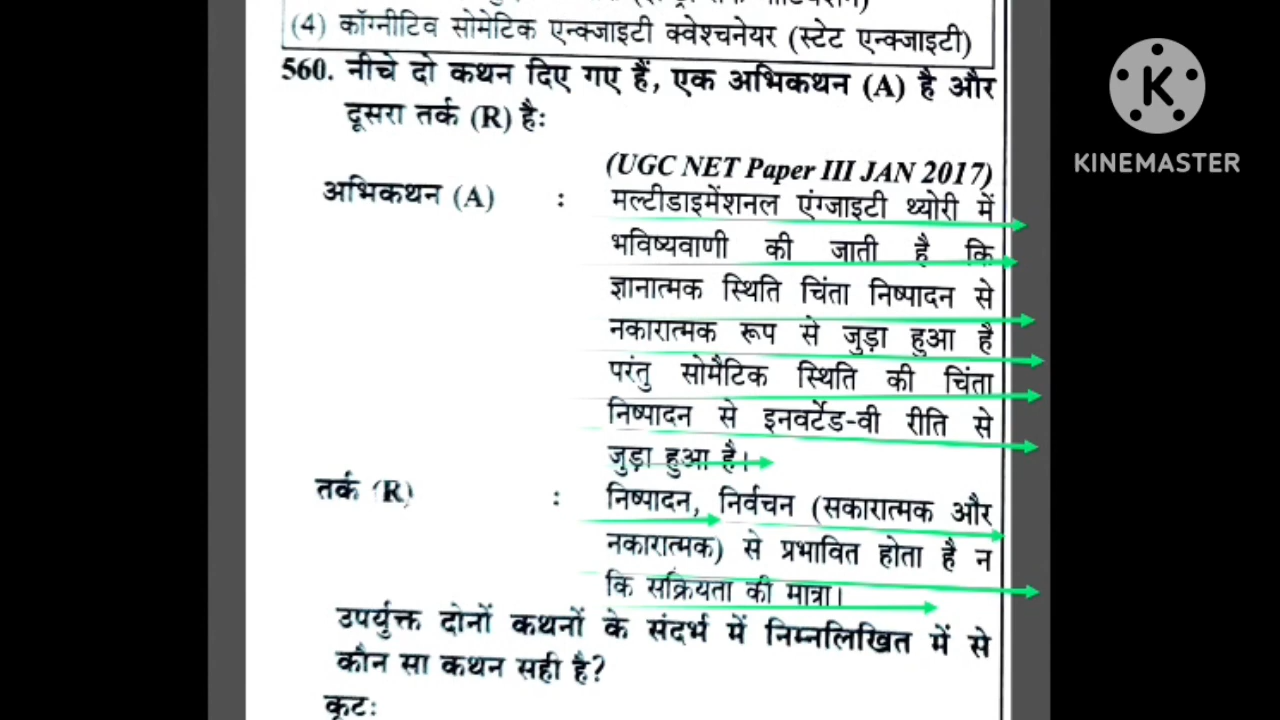 (4) कॉग्नीटिव सोमेटिक एन्क्जाइटी क्वेश्चनेयर (स्टेट एन्क्जाइटी)
560. नीचे दो कथन दिए गए हैं, एक अभिकथन (A) है और
दूसरा तर्क (R) है:
(UGC NET Paper III JAN 2017)
अभिकथन (A) : मल्टीडाइमेंशनल एंग्जाइटी थ्योरी में
भविष्यवाणी की जाती है कि
ज्ञानात्मक स्थिति चिंता निष्पादन से
नकारात्मक रूप से जुड़ा हुआ है
परंतु सोमैटिक स्थिति की चिंता
निष्पादन से इनवर्टेड-वी रीति से
जुड़ा हुआ है।
तर्क (R) : निष्पादन, निर्वचन (सकारात्मक और
नकारात्मक) से प्रभावित होता है न
कि सक्रियता की मात्रा।
उपर्युक्त दोनों कथनों के संदर्भ में निम्नलिखित में से
कौन सा कथन सही है?
कूट:
K
KINEMASTER